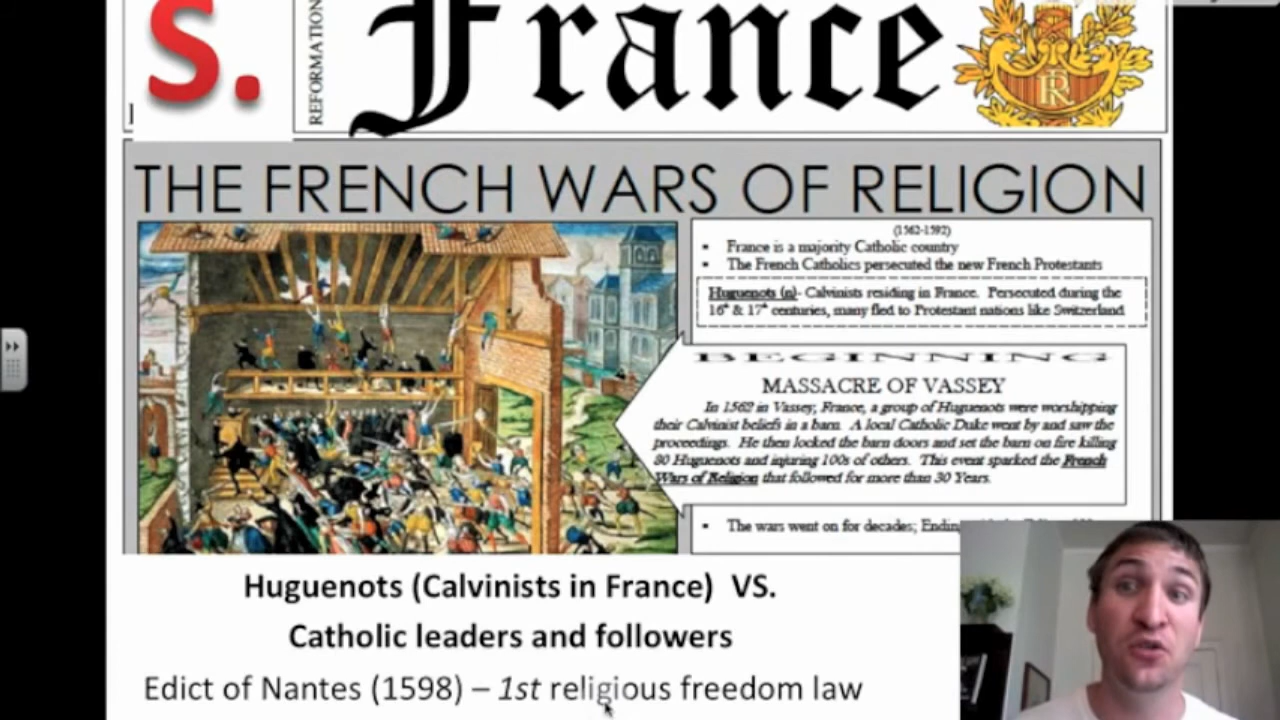 S.
REFORMATION
France
THE FRENCH WARS OF RELIGION
(1562-1592)
▪ France is a majority Catholic country
▪ The French Catholics persecuted the new French Protestants
Huguenots (n)- Calvinists residing in France. Persecuted during the
16th & 17th centuries, many fled to Protestant nations like Switzerland
BEGINNING
MASSACRE OF VASSEY
In 1562 in Vassey, France, a group of Huguenots were worshipping
their Calvinist beliefs in a barn. A local Catholic Duke went by and saw the
proceedings. He then locked the barn doors and set the barn on fire killing
80 Huguenots and injuring 100s of others. This event sparked the French
Wars of Religion that followed for more than 30 Years.
▪ The wars went on for decades;
Huguenots (Calvinists in France) VS.
Catholic leaders and followers
Edict of Nantes (1598) – 1st religious freedom law